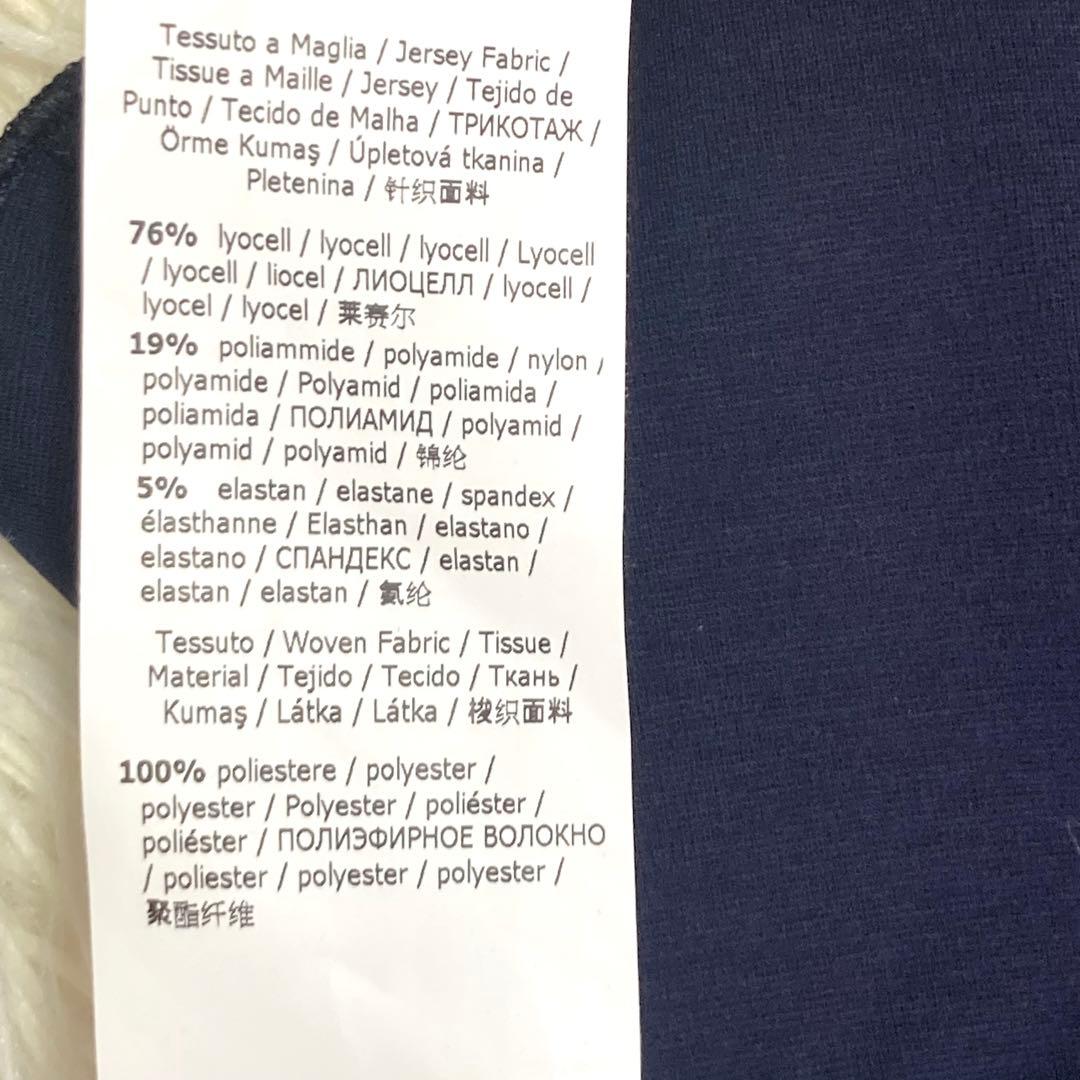 Tessuto a Maglia / Jersey Fabric /
Tissue a Maille / Jersey / Tejido de
Punto / Tecido de Malha / ТРИКОТАЖ /
Örme Kumaş / Úpletová tkanina /
Pletenina / 针织面料
76% lyocell / lyocell / lyocell / Lyocell
/ lyocell / liocel / ЛИОЦЕЛЛ / lyocell /
lyocel / lyocel / 莱赛尔
19% poliammide / polyamide / nylon /
polyamide / Polyamid / poliamida /
poliamida / ПОЛИАМИД / polyamid /
polyamid / polyamid / 锦纶
5% elastan / elastane / spandex /
élasthanne / Elasthan / elastano /
elastano / СПАНДЕКС / elastan /
elastan / elastan / 氨纶
Tessuto / Woven Fabric / Tissue /
Material / Tejido / Tecido / Ткань /
Kumaş / Látka / Látka / 梭织面料
100% poliestere / polyester /
polyester / Polyester / poliéster /
poliéster / ПОЛИЭФИРНОЕ ВОЛОКНО
/ poliester / polyester / polyester /
聚酯纤维